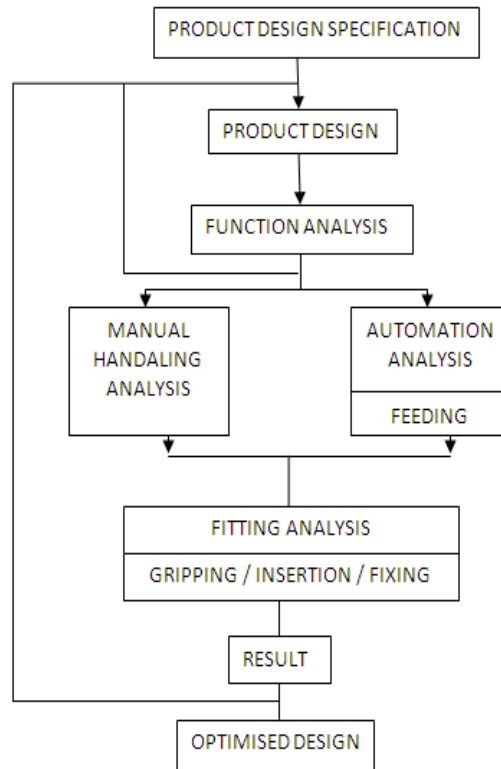 PRODUCT DESIGN SPECIFICATION
PRODUCT DESIGN
FUNCTION ANALYSIS
MANUAL
HANDALING
ANALYSIS
AUTOMATION
ANALYSIS
FEEDING
FITTING ANALYSIS
GRIPPING / INSERTION / FIXING
RESULT
OPTIMISED DESIGN